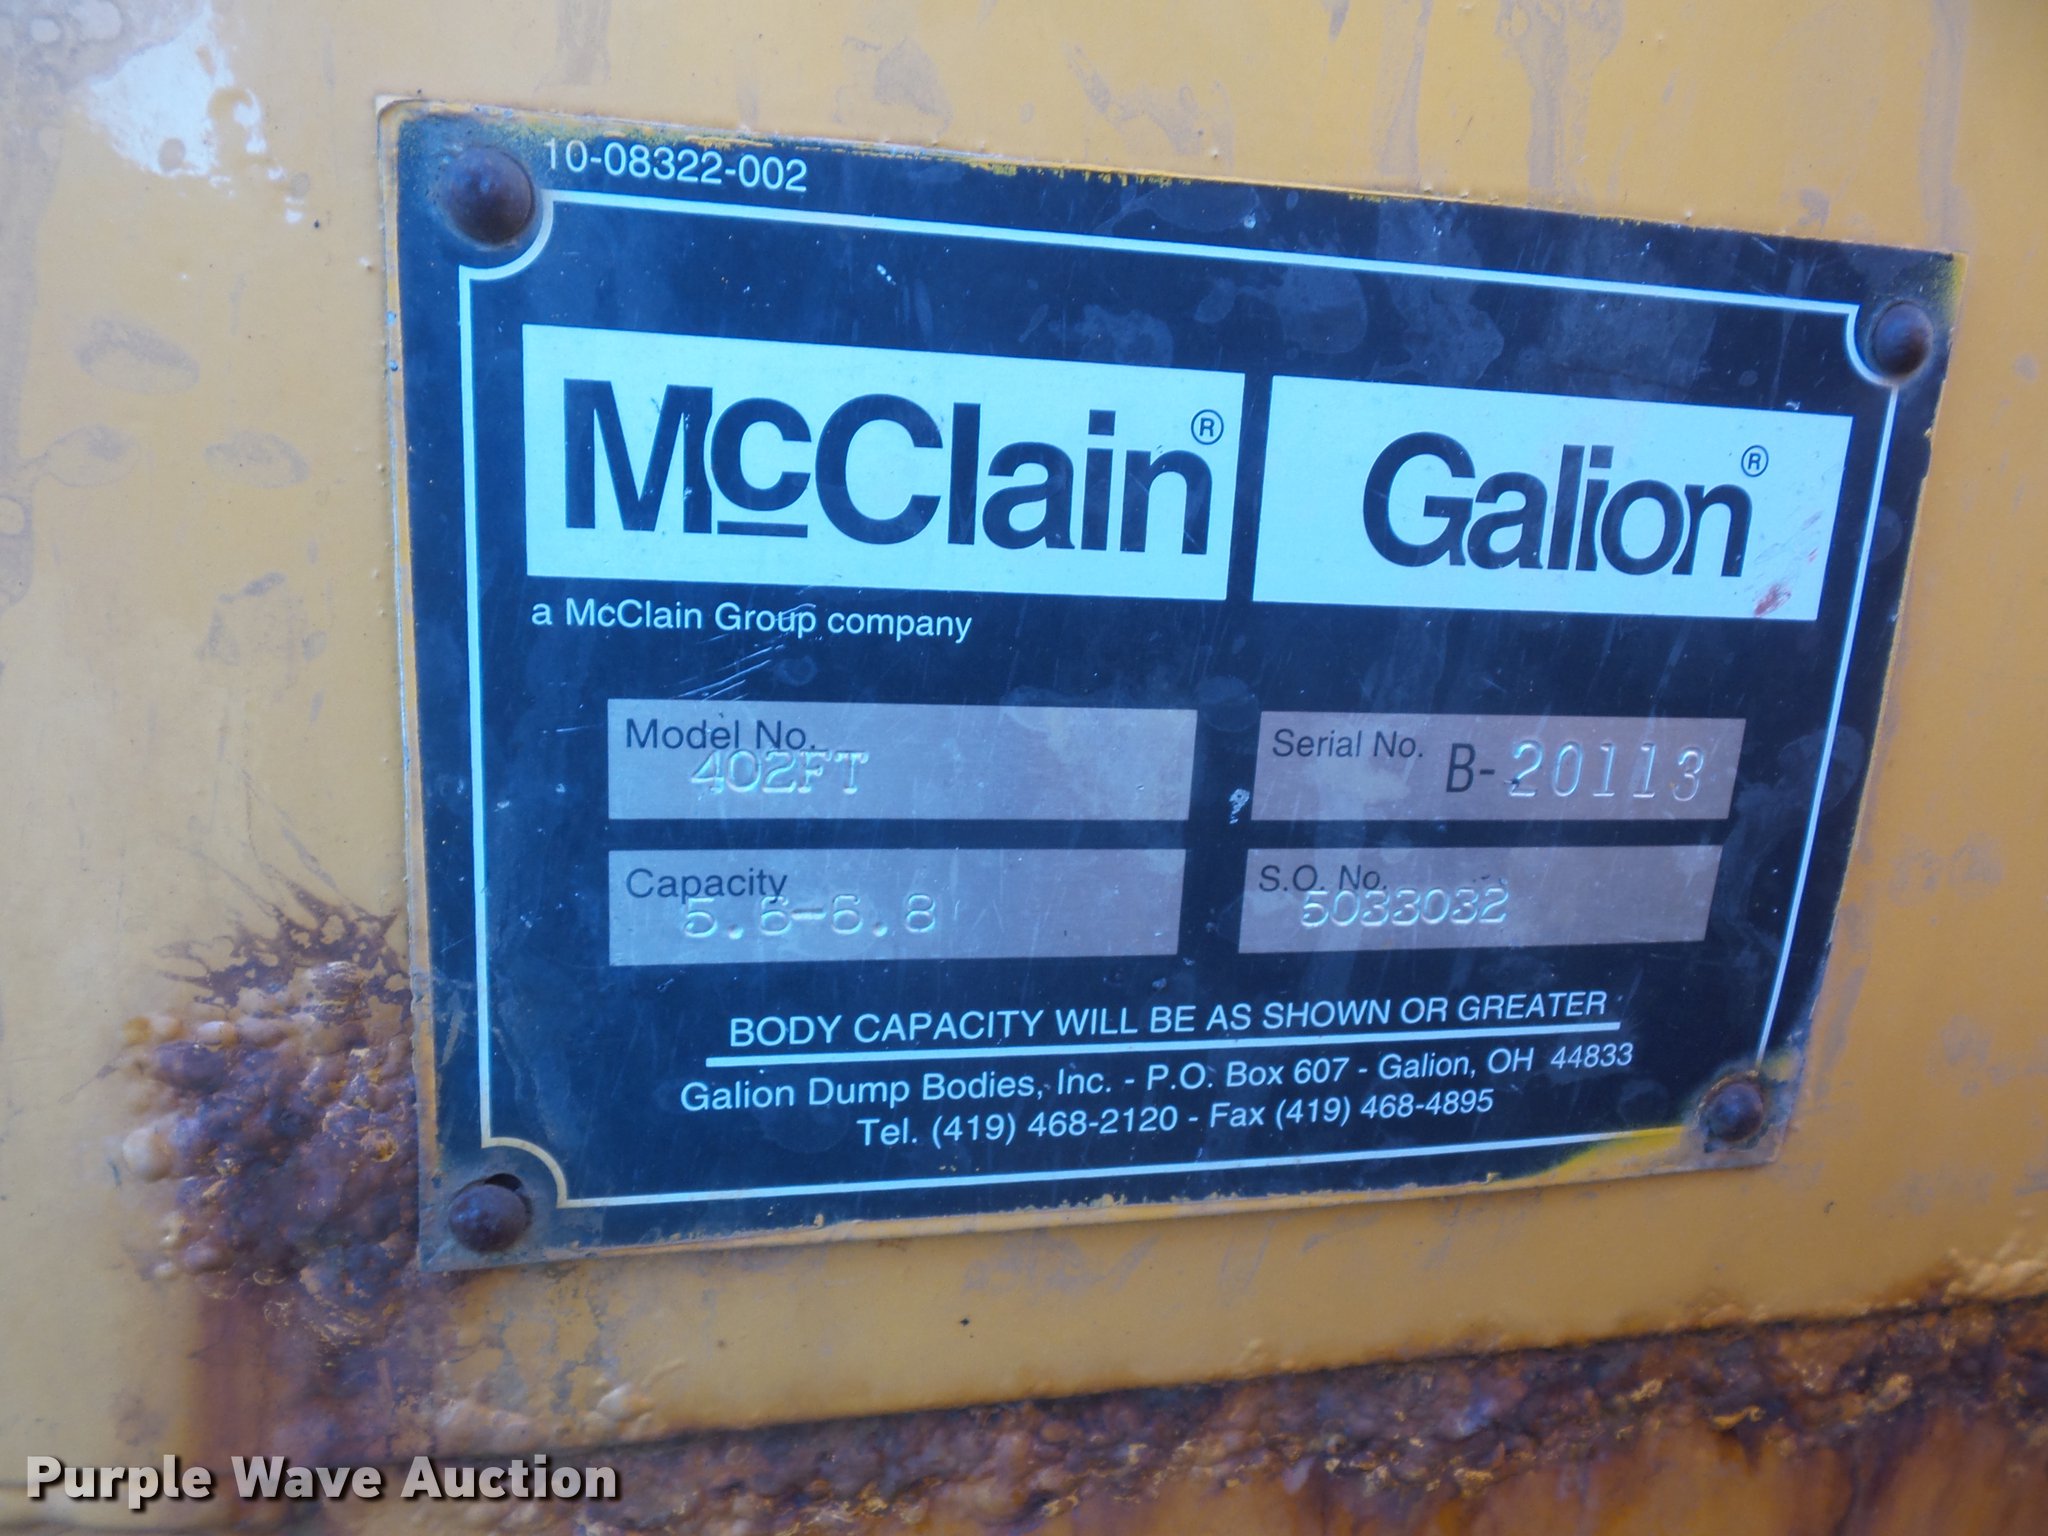 10-08322-002
McClain® Galion®
a McClain Group company
Model No. 402FT
Serial No. B-20113
Capacity 5.6-6.8
S.O. No. 5033032
BODY CAPACITY WILL BE AS SHOWN OR GREATER
Galion Dump Bodies, Inc. - P.O. Box 607 - Galion, OH 44833
Tel. (419) 468-2120 - Fax (419) 468-4895
Purple Wave Auction